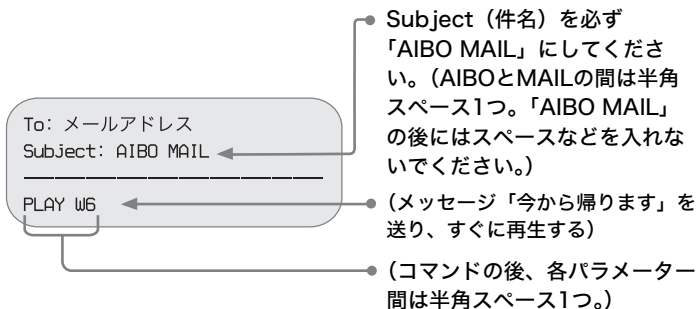 Subject（件名）を必ず
「AIBO MAIL」にしてくださ
い。（AIBOとMAILの間は半角
スペース1つ。「AIBO MAIL」
の後にはスペースなどを入れな
いでください。）
To: メールアドレス
Subject: AIBO MAIL
PLAY W6
（メッセージ「今から帰ります」を
送り、すぐに再生する）
（コマンドの後、各パラメーター
間は半角スペース1つ。）